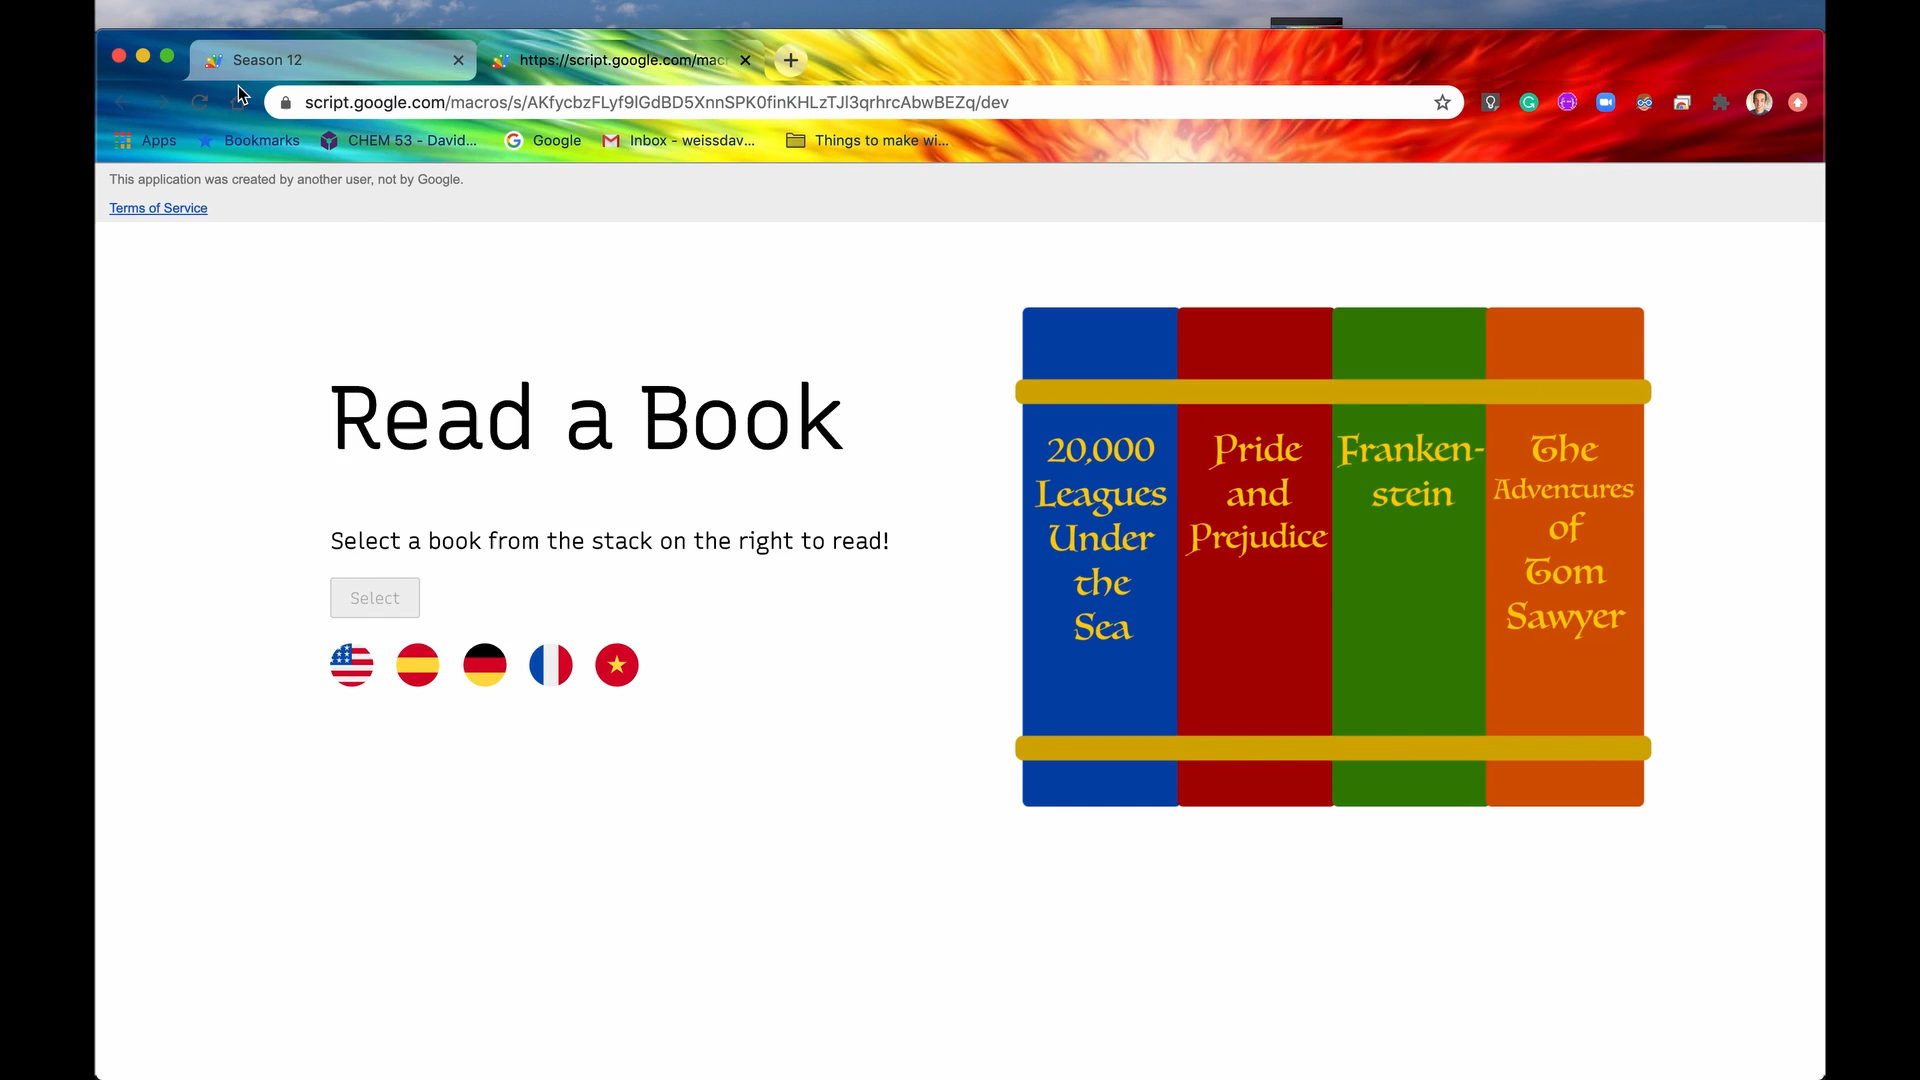 Season 12
https://script.google.com/mac
script.google.com/macros/s/AKfycbzFLyf9lGdBD5XnnSPK0finKHLzTJl3qrhrcAbwBEZq/dev
Apps
Bookmarks
CHEM 53 - David...
Google
Inbox - weissdav...
Things to make wi...
This application was created by another user, not by Google.
Terms of Service
Read a Book
Select a book from the stack on the right to read!
Select
20,000
Leagues
Under
the
Sea
Pride
and
Prejudice
Franken-
stein
The
Adventures
of
Tom
Sawyer